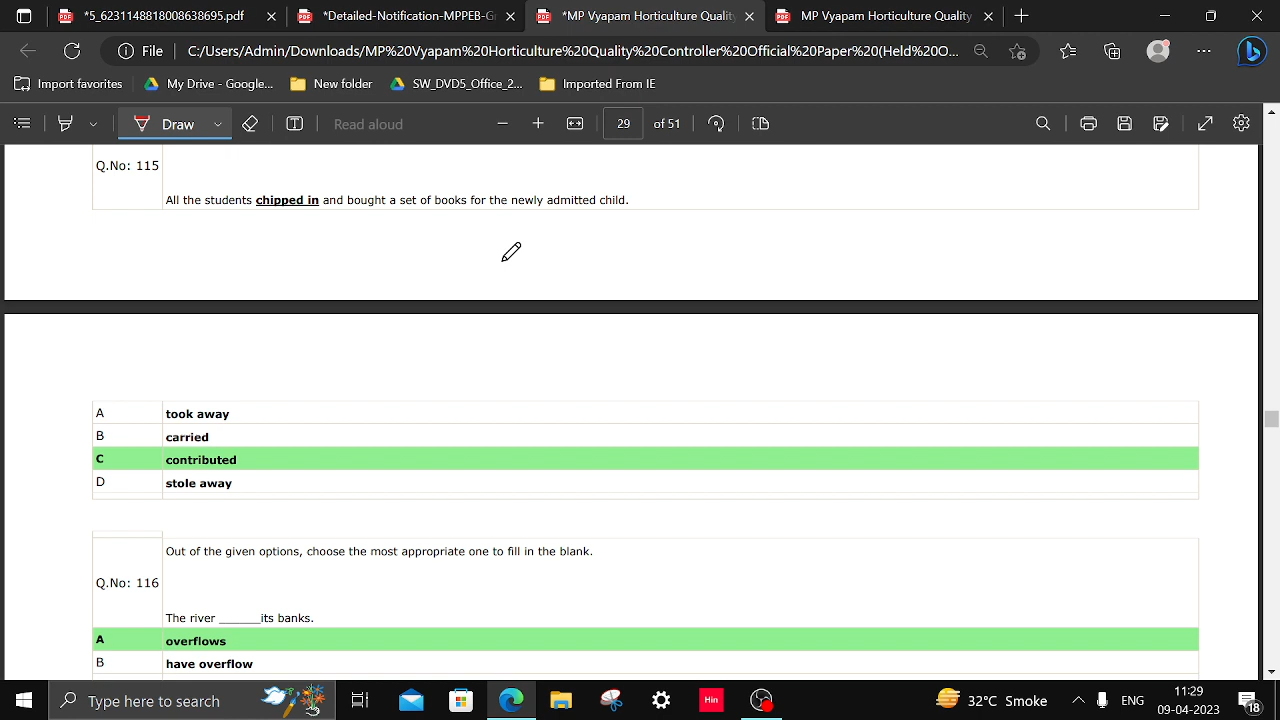 *5_6231148818008638695.pdf
*Detailed-Notification-MPPEB-G
*MP Vyapam Horticulture Quality
MP Vyapam Horticulture Quality
File
C:/Users/Admin/Downloads/MP%20Vyapam%20Horticulture%20Quality%20Controller%20Official%20Paper%20(Held%20O...
Import favorites
My Drive - Google...
New folder
SW_DVD5_Office_2...
Imported From IE
Draw
Read aloud
29 of 51
Q.No: 115
All the students chipped in and bought a set of books for the newly admitted child.
A took away
B carried
C contributed
D stole away
Out of the given options, choose the most appropriate one to fill in the blank.
Q.No: 116
The river _______its banks.
A overflows
B have overflow
Type here to search
Hin
32°C Smoke
ENG
11:29
09-04-2023
18